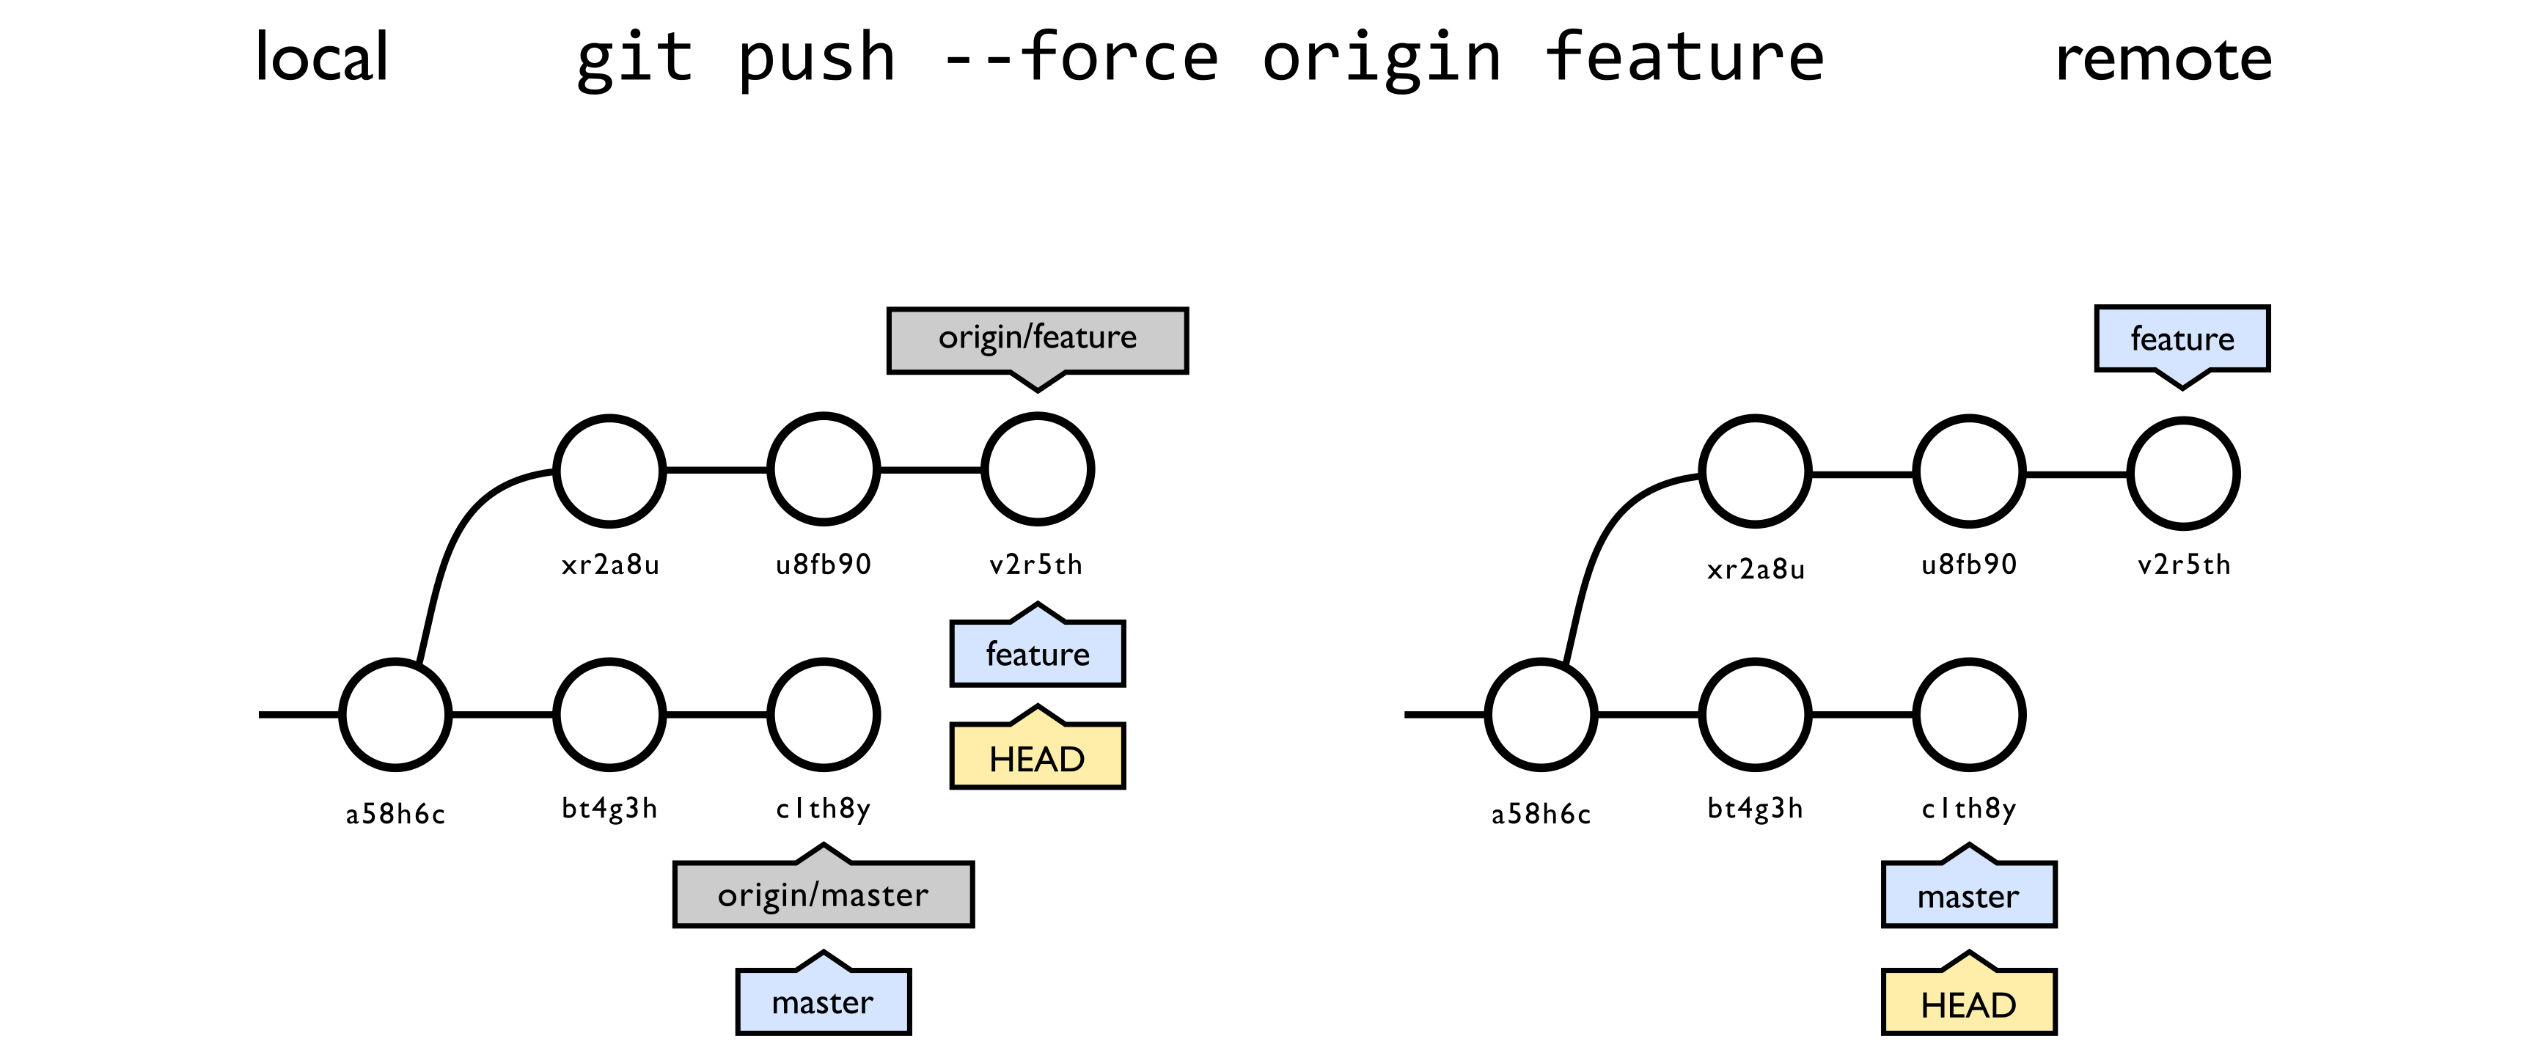 local
git push --force origin feature
remote
origin/feature
feature
xr2a8u
u8fb90
v2r5th
xr2a8u
u8fb90
v2r5th
feature
HEAD
a58h6c
bt4g3h
c1th8y
a58h6c
bt4g3h
c1th8y
origin/master
master
master
HEAD